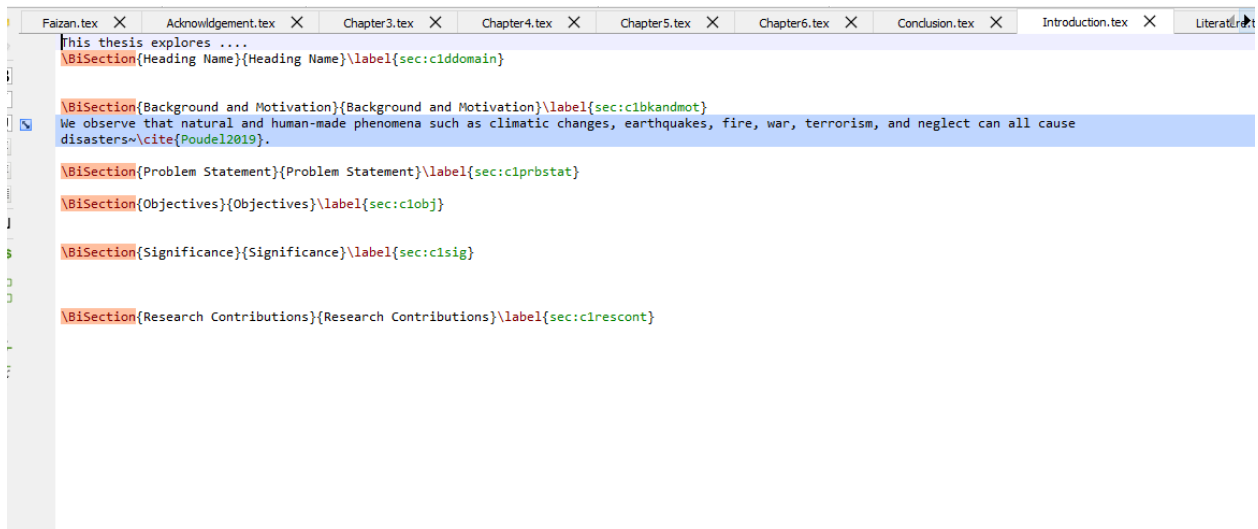 Faizan.tex Acknowldgement.tex Chapter3.tex Chapter4.tex Chapter5.tex Chapter6.tex Conclusion.tex Introduction.tex
This thesis explores ....
\BiSection{Heading Name}{Heading Name}\label{sec:c1ddomain}
\BiSection{Background and Motivation}{Background and Motivation}\label{sec:c1bkandmot}
We observe that natural and human-made phenomena such as climatic changes, earthquakes, fire, war, terrorism, and neglect can all cause
disasters~\cite{Poudel2019}.
\BiSection{Problem Statement}{Problem Statement}\label{sec:c1prbstat}
\BiSection{Objectives}{Objectives}\label{sec:c1obj}
\BiSection{Significance}{Significance}\label{sec:c1sig}
\BiSection{Research Contributions}{Research Contributions}\label{sec:c1rescont}